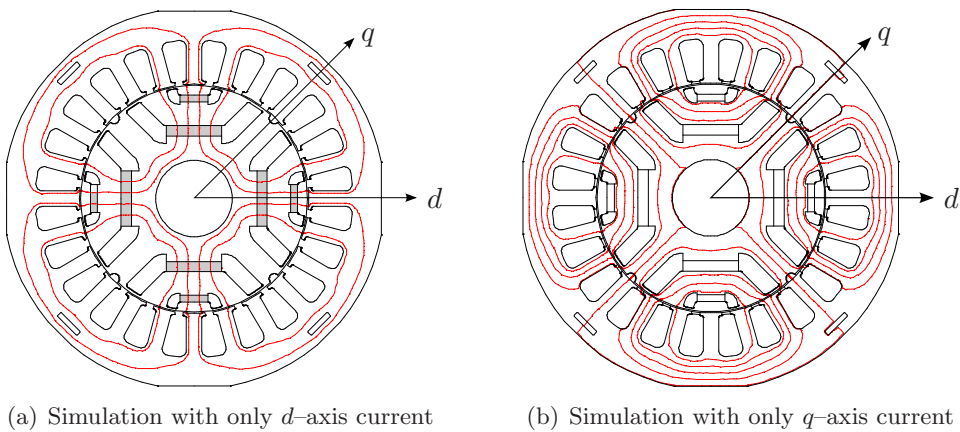 q
d
q
d
(a) Simulation with only d–axis current
(b) Simulation with only q–axis current